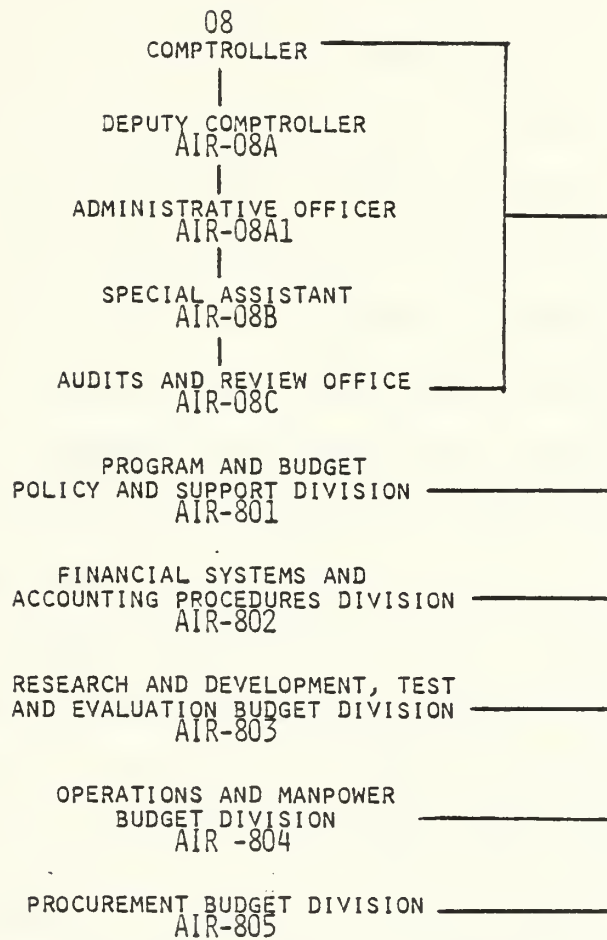 08
COMPTROLLER
DEPUTY COMPTROLLER
AIR-08A
ADMINISTRATIVE OFFICER
AIR-08A1
SPECIAL ASSISTANT
AIR-08B
AUDITS AND REVIEW OFFICE
AIR-08C
PROGRAM AND BUDGET
POLICY AND SUPPORT DIVISION
AIR-801
FINANCIAL SYSTEMS AND
ACCOUNTING PROCEDURES DIVISION
AIR-802
RESEARCH AND DEVELOPMENT, TEST
AND EVALUATION BUDGET DIVISION
AIR-803
OPERATIONS AND MANPOWER
BUDGET DIVISION
AIR -804
PROCUREMENT BUDGET DIVISION
AIR-805